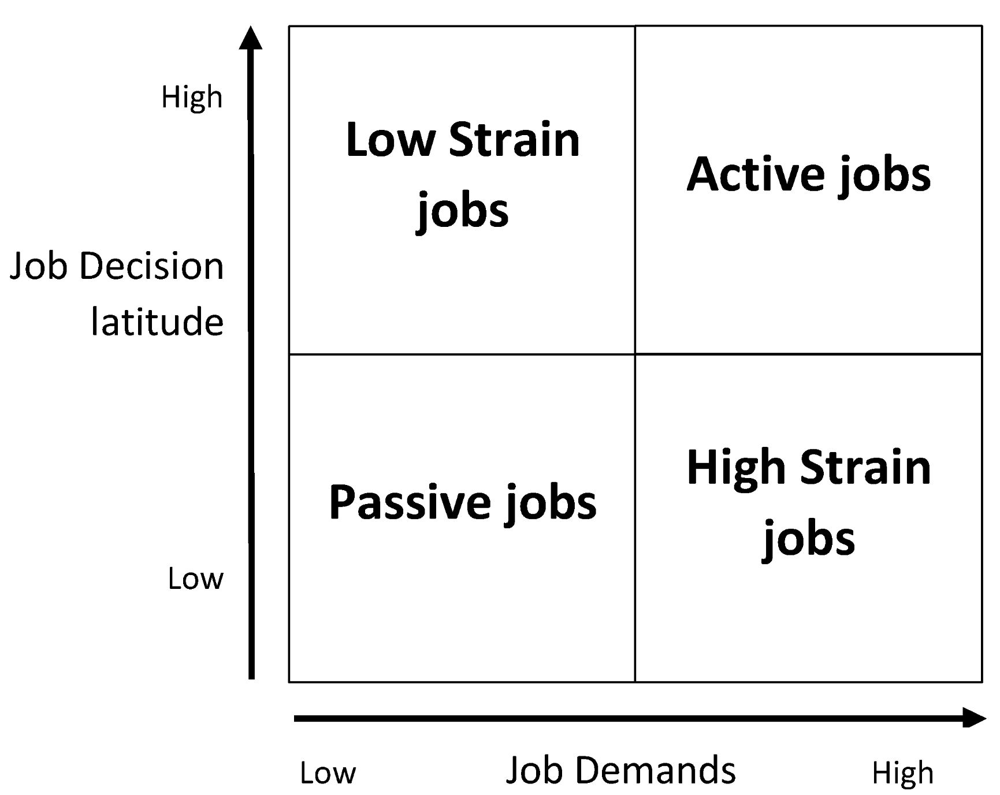 High
Low Strain
jobs
Active jobs
Job Decision
latitude
Passive jobs
High Strain
jobs
Low
Low
Job Demands
High